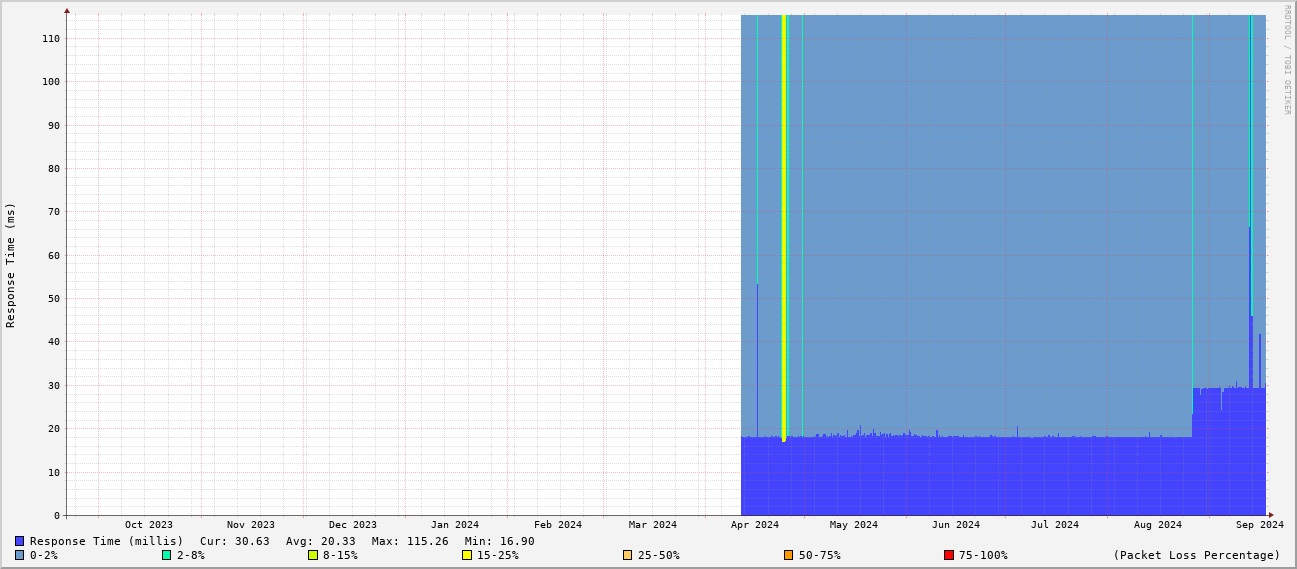 RRDTOOL / TOBI OETIKER
Response Time (ms)
110
100
90
80
70
60
50
40
30
20
10
0
Oct 2023 Nov 2023 Dec 2023 Jan 2024 Feb 2024 Mar 2024 Apr 2024 May 2024 Jun 2024 Jul 2024 Aug 2024 Sep 2024
Response Time (millis) Cur: 30.63 Avg: 20.33 Max: 115.26 Min: 16.90
0-2% 2-8% 8-15% 15-25% 25-50% 50-75% 75-100% (Packet Loss Percentage)